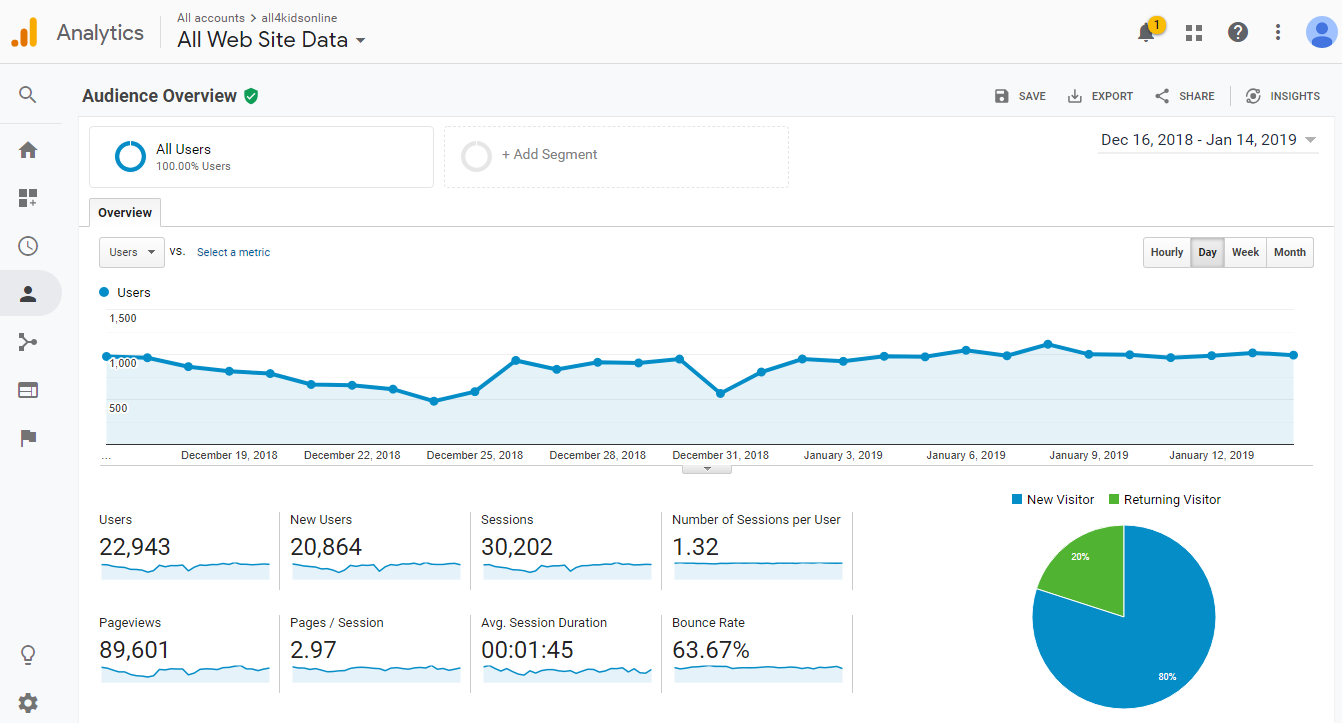 Analytics
All accounts > all4kidsonline
All Web Site Data
1
Audience Overview
SAVE
EXPORT
SHARE
INSIGHTS
All Users
100.00% Users
+ Add Segment
Dec 16, 2018 - Jan 14, 2019
Overview
Users
VS.
Select a metric
Hourly
Day
Week
Month
Users
1,500
1,000
500
...
December 19, 2018
December 22, 2018
December 25, 2018
December 28, 2018
December 31, 2018
January 3, 2019
January 6, 2019
January 9, 2019
January 12, 2019
Users
22,943
New Users
20,864
Sessions
30,202
Number of Sessions per User
1.32
Pageviews
89,601
Pages / Session
2.97
Avg. Session Duration
00:01:45
Bounce Rate
63.67%
New Visitor
Returning Visitor
20%
80%